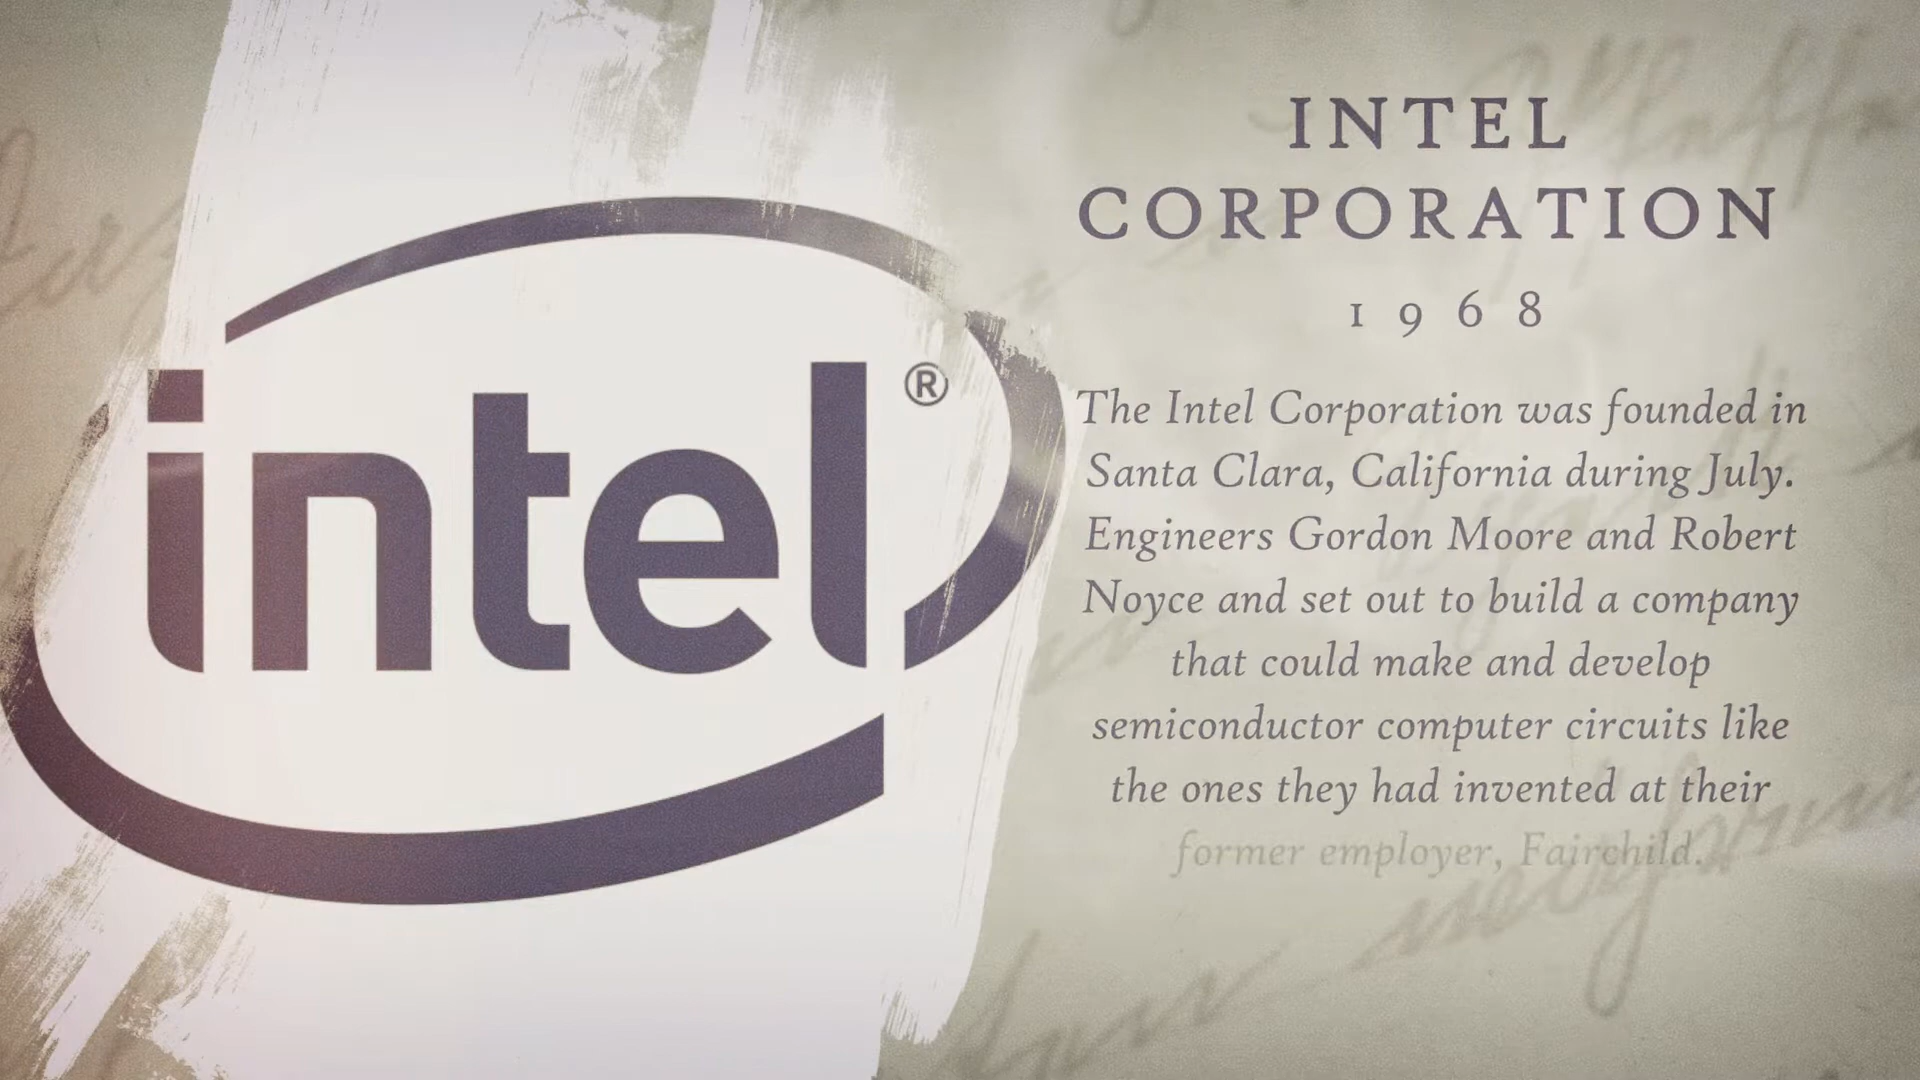 intel®
INTEL
CORPORATION
1968
The Intel Corporation was founded in
Santa Clara, California during July.
Engineers Gordon Moore and Robert
Noyce and set out to build a company
that could make and develop
semiconductor computer circuits like
the ones they had invented at their
former employer, Fairchild.